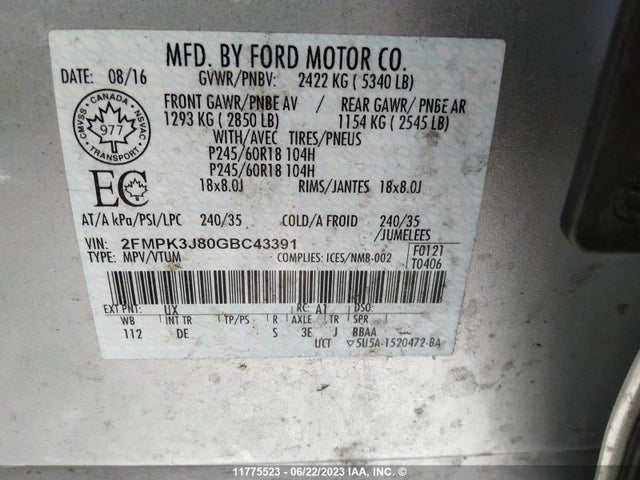 MFD. BY FORD MOTOR CO.
DATE: 08/16 GVWR/PNBV: 2422 KG ( 5340 LB)
FRONT GAWR/PNBE AV / REAR GAWR/ PNBE AR
1293 KG ( 2850 LB) 1154 KG ( 2545 LB)
WITH/AVEC TIRES/PNEUS
P245/60R18 104H
P245/60R18 104H
18x8.0J RIMS/JANTES 18x8.0J
CMVSS CANADA NSVAC
977
TRANSPORT
EC
AT/A kPa/PSI/LPC 240/35 COLD/A FROID 240/35
/JUMELEES
VIN: 2FMPK3J80GBC43391
TYPE: MPV/VTUM COMPLIES: ICES/NMB-002
F0121
T0406
EXT PNT: UX RC: A1 DSO:
WB INT TR TP/PS R AXLE TR SPR
112 DE S 3E J BBAA
UCT ▽5U5A-1520472-BA
11775523 - 06/22/2023 IAA, INC. ©